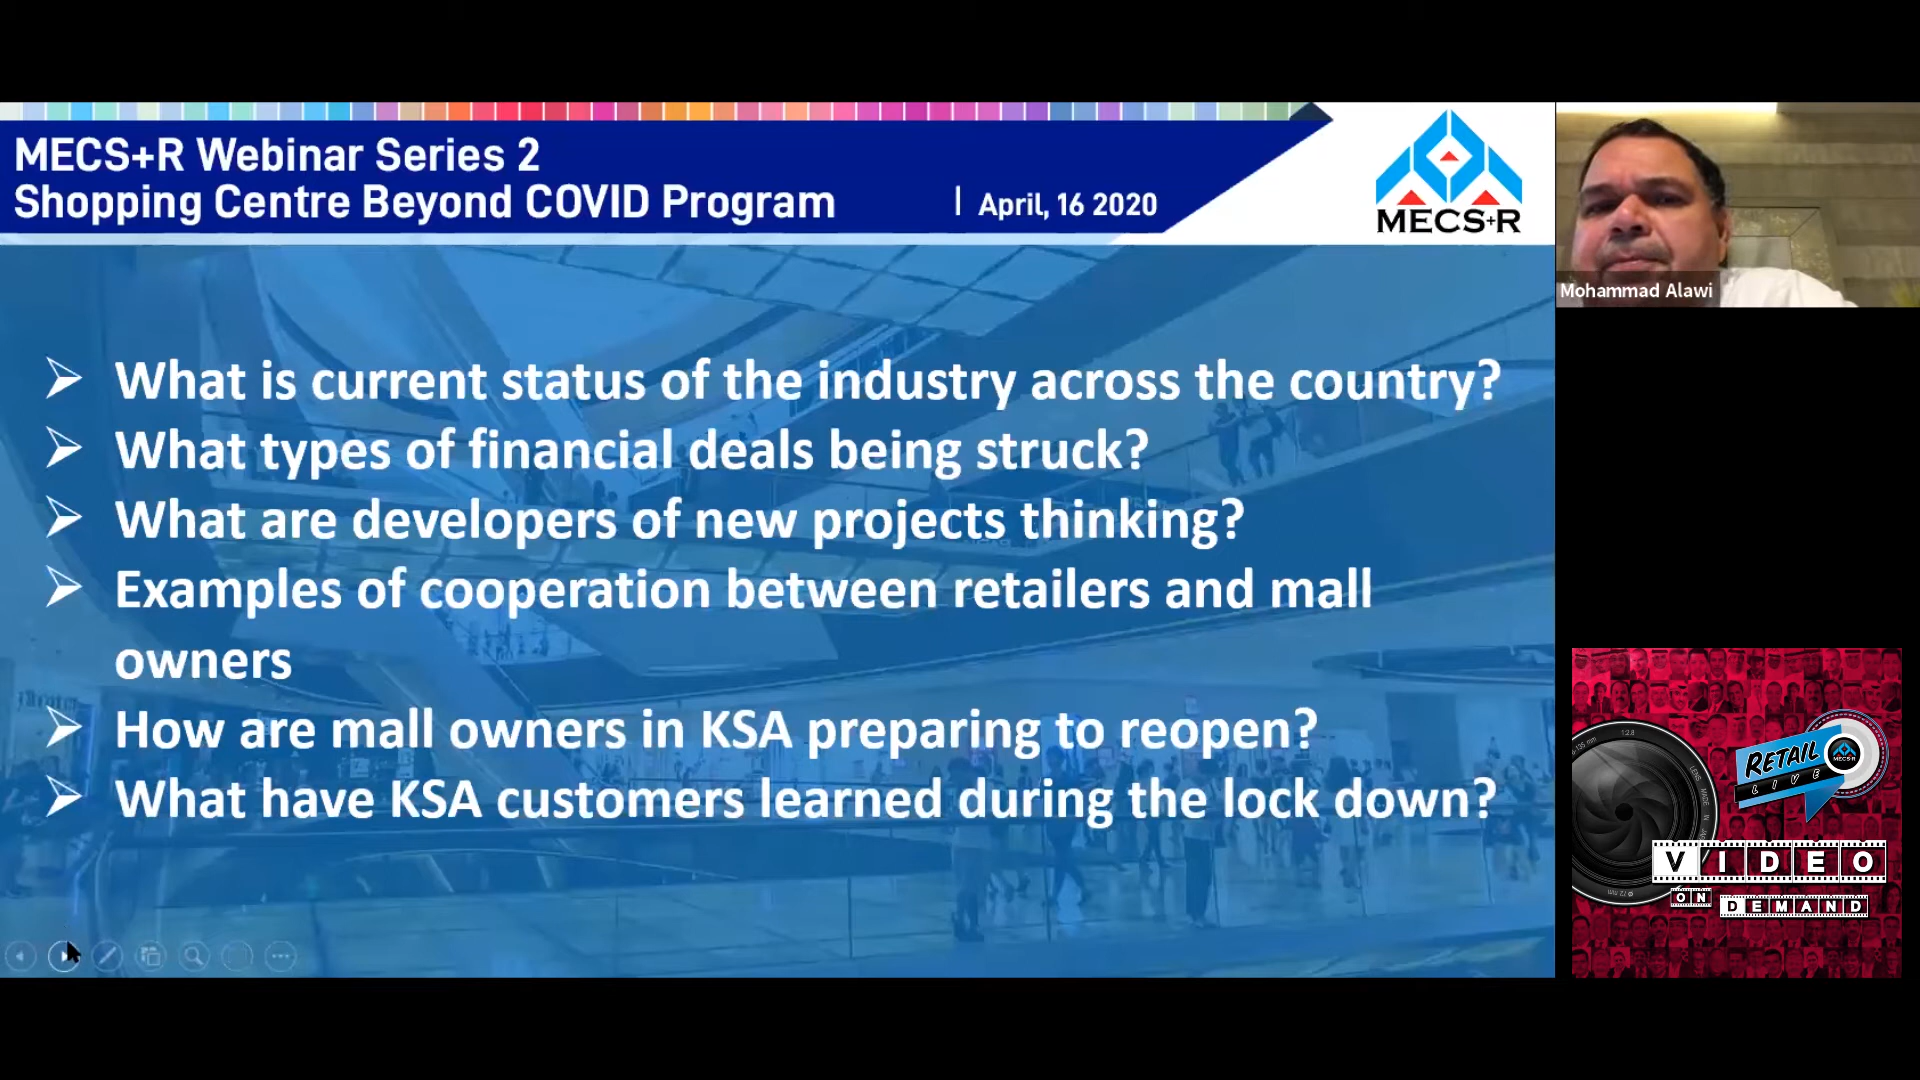 MECS+R Webinar Series 2
Shopping Centre Beyond COVID Program
| April, 16 2020
MECS+R
What is current status of the industry across the country?
What types of financial deals being struck?
What are developers of new projects thinking?
Examples of cooperation between retailers and mall
owners
How are mall owners in KSA preparing to reopen?
What have KSA customers learned during the lock down?
Mohammad Alawi
RETAIL
LIVE
MECS+R
VIDEO
ON DEMAND